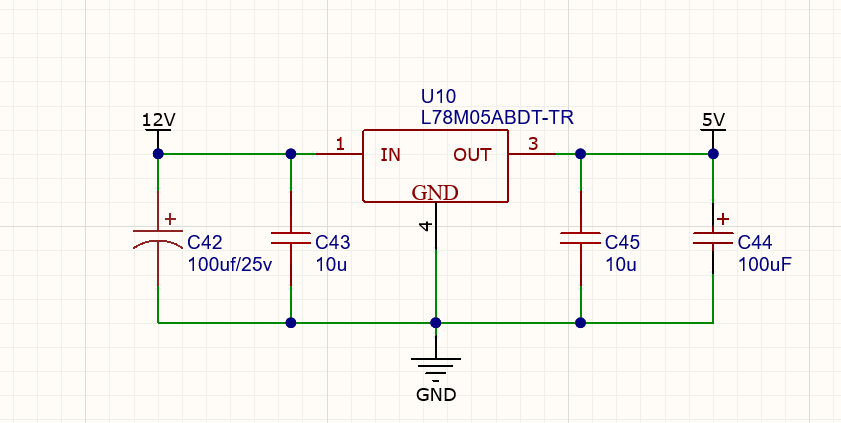 U10
L78M05ABDT-TR
12V
5V
1
3
IN
OUT
GND
4
+
+
C42
100uf/25v
C43
10u
C45
10u
C44
100uF
GND